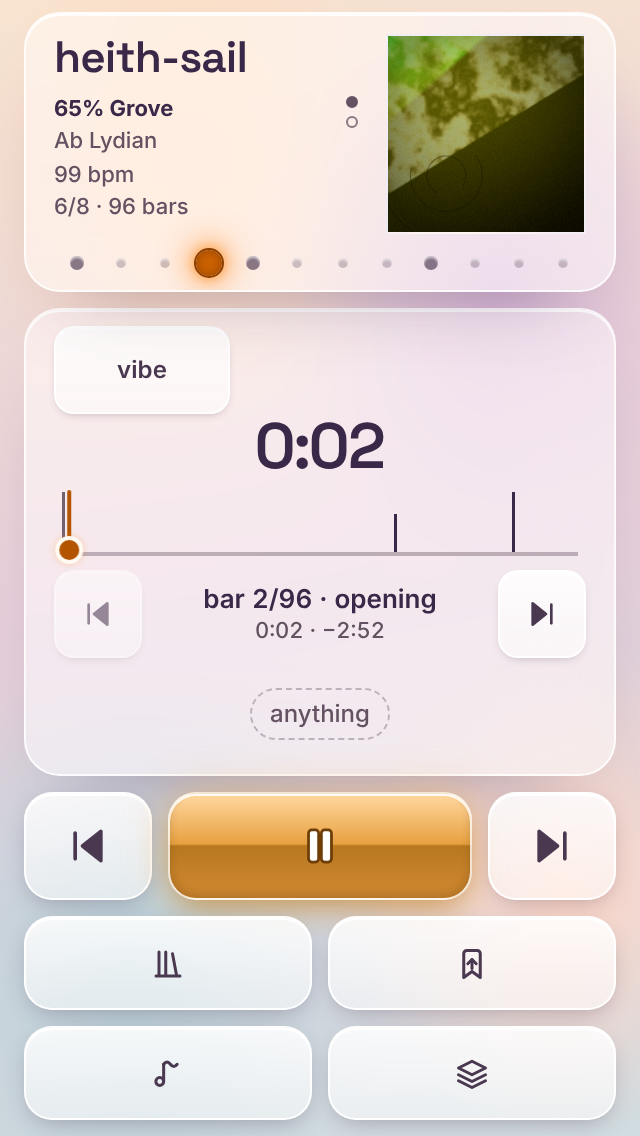 heith-sail
65% Grove
Ab Lydian
99 bpm
6/8 · 96 bars
vibe
0:02
bar 2/96 · opening
0:02 · −2:52
anything